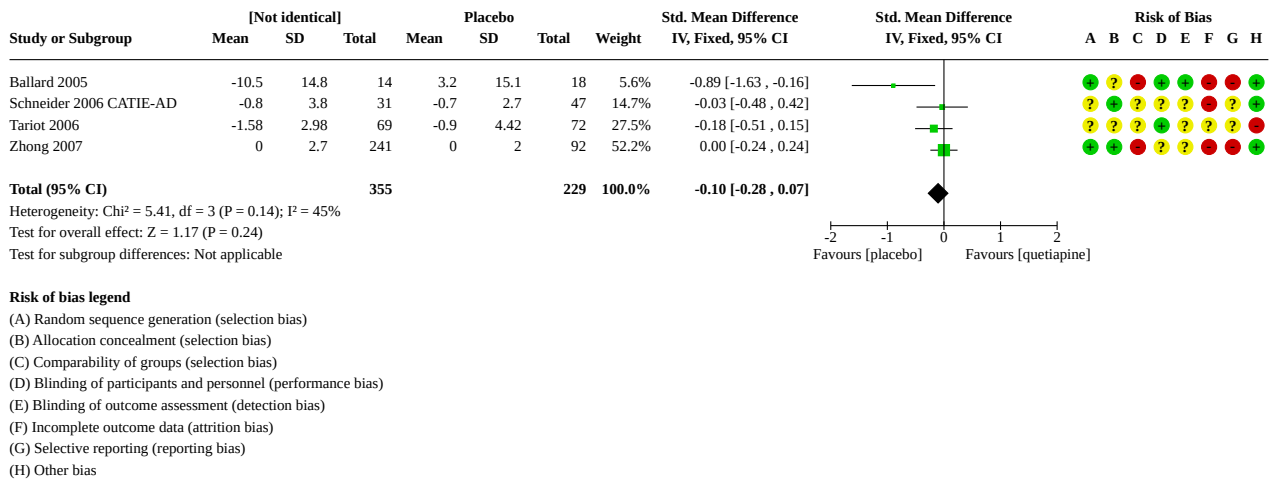 [Not identical] Placebo Std. Mean Difference Std. Mean Difference Risk of Bias
Study or Subgroup Mean SD Total Mean SD Total Weight IV, Fixed, 95% CI IV, Fixed, 95% CI A B C D E F G H
Ballard 2005 -10.5 14.8 14 3.2 15.1 18 5.6% -0.89 [-1.63 , -0.16] + ? - + + - - +
Schneider 2006 CATIE-AD -0.8 3.8 31 -0.7 2.7 47 14.7% -0.03 [-0.48 , 0.42] ? + ? ? ? - ? +
Tariot 2006 -1.58 2.98 69 -0.9 4.42 72 27.5% -0.18 [-0.51 , 0.15] ? ? ? + ? ? ? -
Zhong 2007 0 2.7 241 0 2 92 52.2% 0.00 [-0.24 , 0.24] + + - ? ? - - +
Total (95% CI) 355 229 100.0% -0.10 [-0.28 , 0.07]
Heterogeneity: Chi² = 5.41, df = 3 (P = 0.14); I² = 45%
Test for overall effect: Z = 1.17 (P = 0.24)
-2 -1 0 1 2
Test for subgroup differences: Not applicable Favours [placebo] Favours [quetiapine]
Risk of bias legend
(A) Random sequence generation (selection bias)
(B) Allocation concealment (selection bias)
(C) Comparability of groups (selection bias)
(D) Blinding of participants and personnel (performance bias)
(E) Blinding of outcome assessment (detection bias)
(F) Incomplete outcome data (attrition bias)
(G) Selective reporting (reporting bias)
(H) Other bias